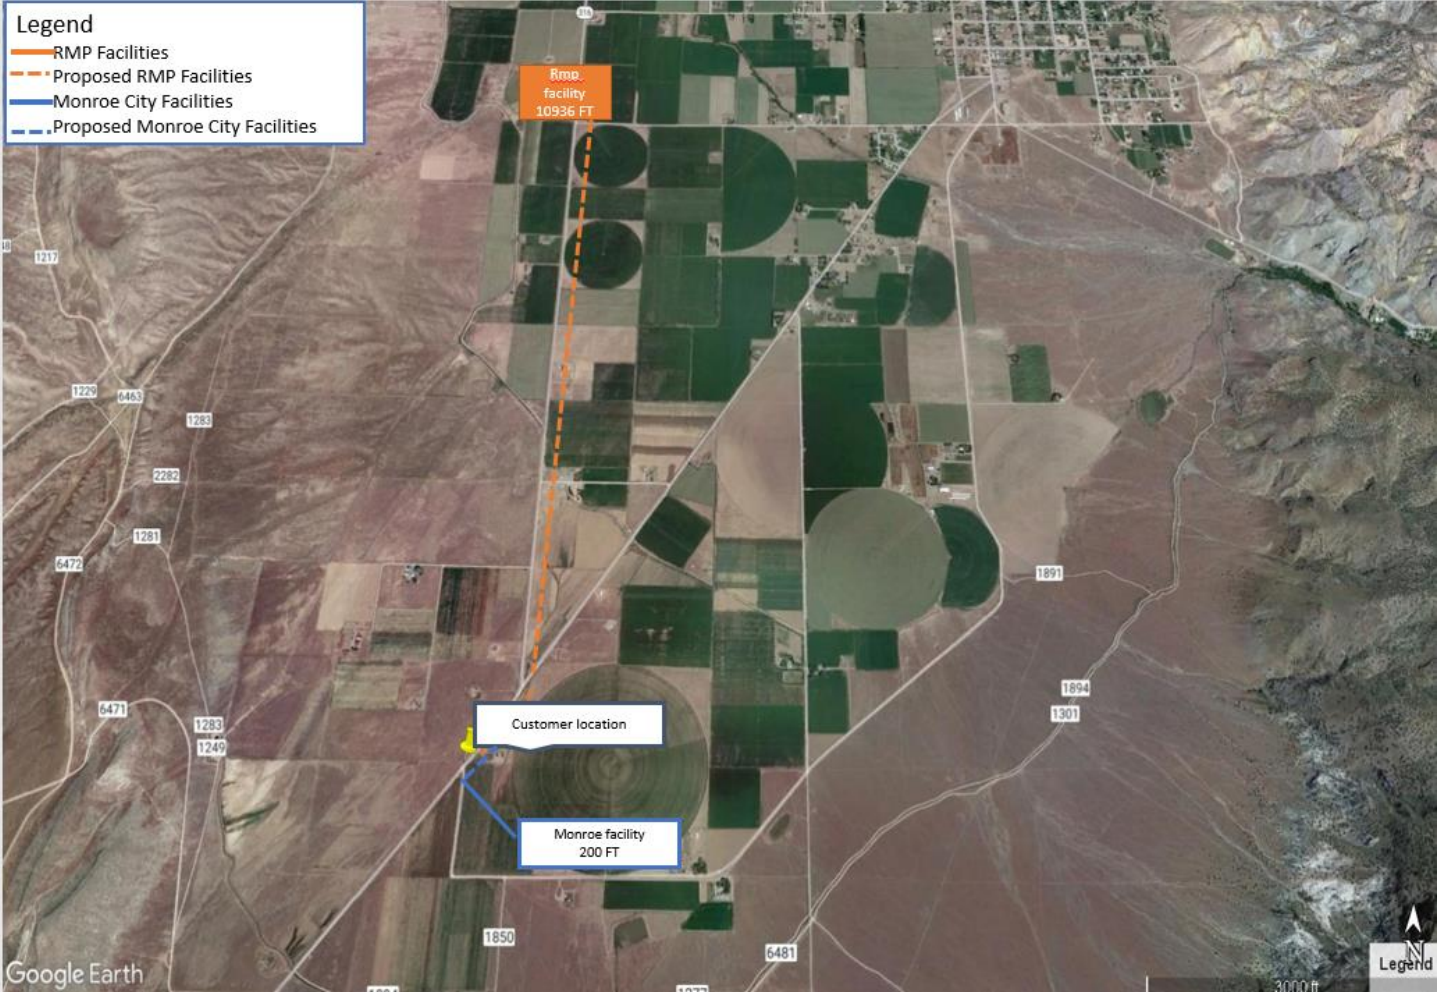 Legend
RMP Facilities
Proposed RMP Facilities
Monroe City Facilities
Proposed Monroe City Facilities
316
Rmp
facility
10936 FT
1217
1229
6463
1283
2282
1281
6472
1891
1894
1301
6471
1283
1249
Customer location
Monroe facility
200 FT
1850
6481
N
Legend
Google Earth
3000 ft